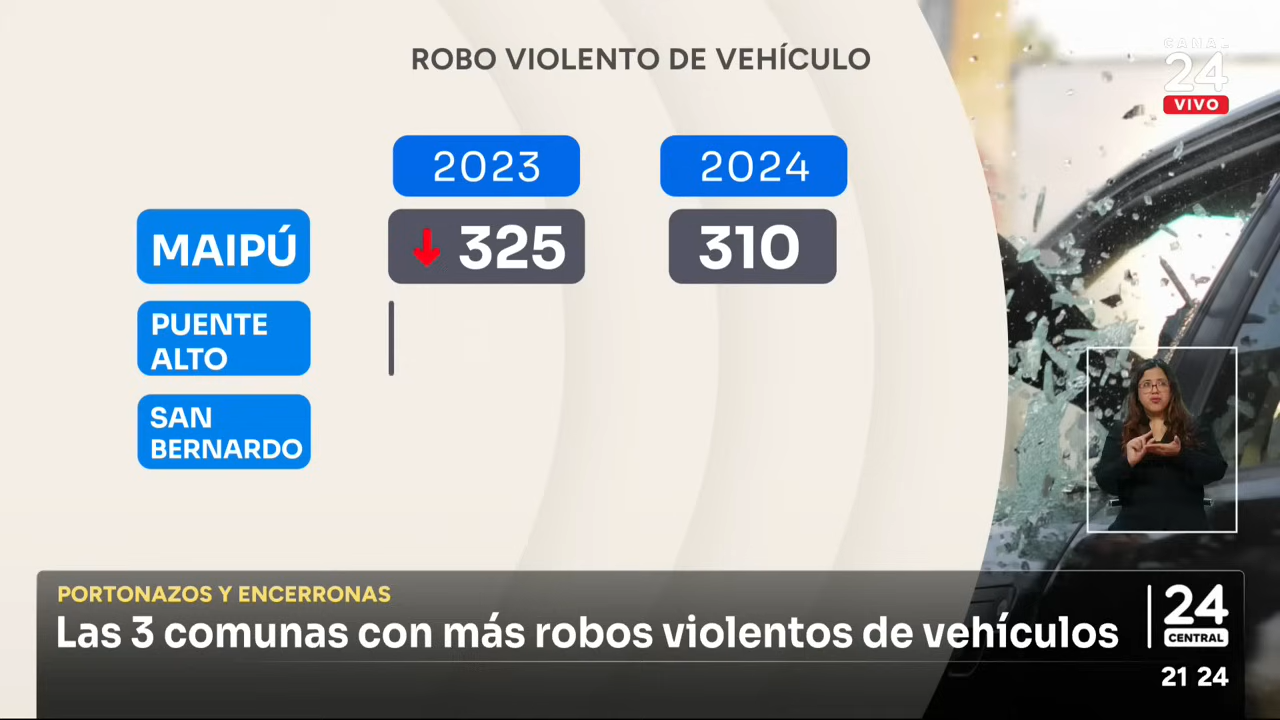 ROBO VIOLENTO DE VEHÍCULO
CANAL
24
VIVO
2023
2024
MAIPÚ
325
310
PUENTE
ALTO
SAN
BERNARDO
PORTONAZOS Y ENCERRONAS
Las 3 comunas con más robos violentos de vehículos
24
CENTRAL
21 24